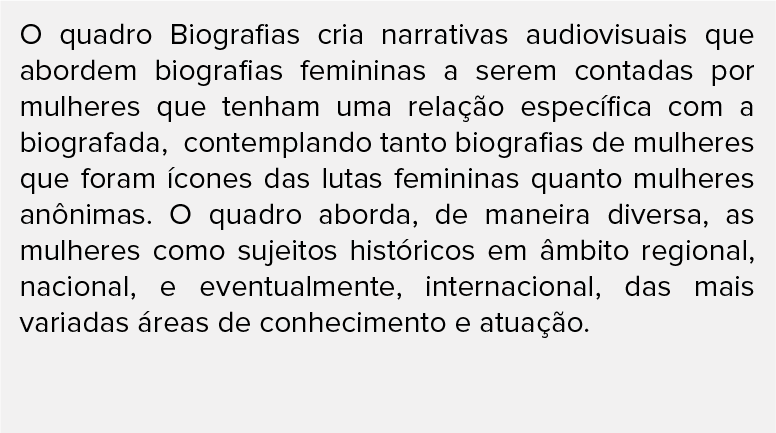 O quadro Biografias cria narrativas audiovisuais que
abordem biografias femininas a serem contadas por
mulheres que tenham uma relação específica com a
biografada, contemplando tanto biografias de mulheres
que foram ícones das lutas femininas quanto mulheres
anônimas. O quadro aborda, de maneira diversa, as
mulheres como sujeitos históricos em âmbito regional,
nacional, e eventualmente, internacional, das mais
variadas áreas de conhecimento e atuação.